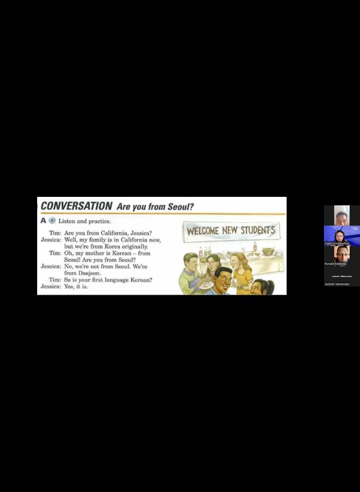 CONVERSATION Are you from Seoul?
A Listen and practice.
Tim: Are you from California, Jessica?
Jessica: Well, my family is in California now,
but we're from Korea originally.
Tim: Oh, my mother is Korean – from
Seoul! Are you from Seoul?
Jessica: No, we're not from Seoul. We're
from Daejeon.
Tim: So is your first language Korean?
Jessica: Yes, it is.
WELCOME NEW STUDENTS